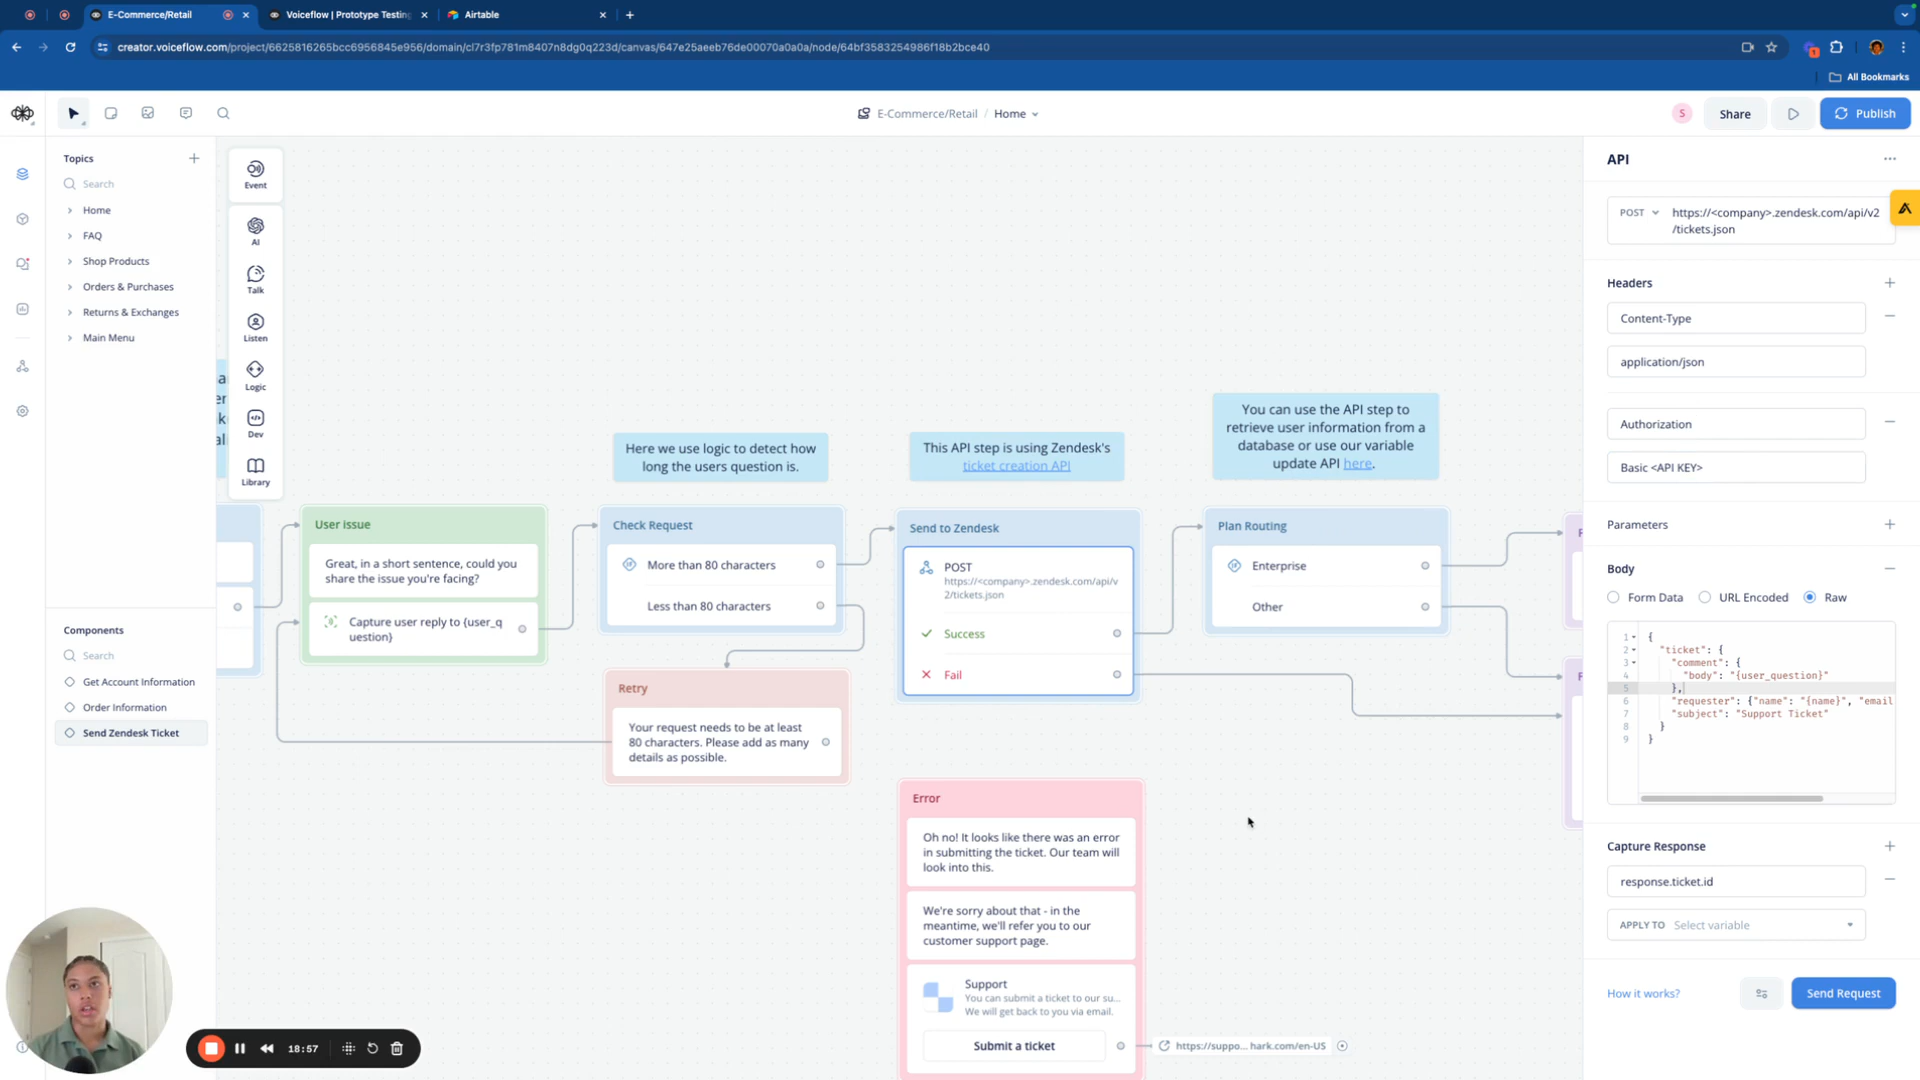 E-Commerce/Retail
Voiceflow | Prototype Testing
Airtable
creator.voiceflow.com/project/6625816265bcc6956845e956/domain/cl7r3fp781m8407n8dg0q223d/canvas/647e25aeeb76de00070a0a0a/node/64bf3583254986f18b2bce40
All Bookmarks
E-Commerce/Retail / Home
S
Share
Publish
Topics
Search
Home
FAQ
Shop Products
Orders & Purchases
Returns & Exchanges
Main Menu
Event
AI
Talk
Listen
Logic
Dev
Library
Components
Search
Get Account Information
Order Information
Send Zendesk Ticket
Here we use logic to detect how
long the users question is.
This API step is using Zendesk's
ticket creation API
You can use the API step to
retrieve user information from a
database or use our variable
update API here.
User issue
Great, in a short sentence, could you
share the issue you're facing?
Capture user reply to {user_q
uestion}
Check Request
More than 80 characters
Less than 80 characters
Retry
Your request needs to be at least
80 characters. Please add as many
details as possible.
Send to Zendesk
POST
https://<company>.zendesk.com/api/v
2/tickets.json
Success
Fail
Plan Routing
Enterprise
Other
Error
Oh no! It looks like there was an error
in submitting the ticket. Our team will
look into this.
We're sorry about that - in the
meantime, we'll refer you to our
customer support page.
Support
You can submit a ticket to our su...
We will get back to you via email.
Submit a ticket
https://suppo... hark.com/en-US
API
POST
https://<company>.zendesk.com/api/v2
/tickets.json
Headers
Content-Type
application/json
Authorization
Basic <API KEY>
Parameters
Body
Form Data
URL Encoded
Raw
1 {
2 "ticket": {
3 "comment": {
4 "body": "{user_question}"
5 },
6 "requester": {"name": "{name}", "email
7 "subject": "Support Ticket"
8 }
9 }
Capture Response
response.ticket.id
APPLY TO Select variable
How it works?
Send Request
18:57